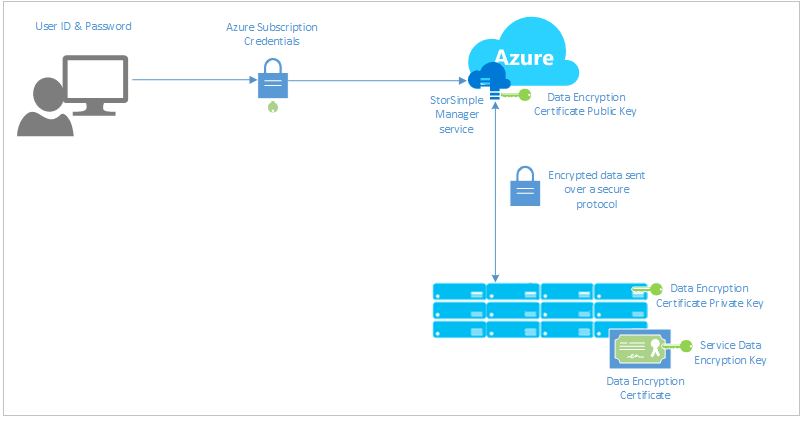 User ID & Password
Azure Subscription
Credentials
Azure
StorSimple
Manager
service
Data Encryption
Certificate Public Key
Encrypted data sent
over a secure
protocol
Data Encryption
Certificate Private Key
Service Data
Encryption Key
Data Encryption
Certificate